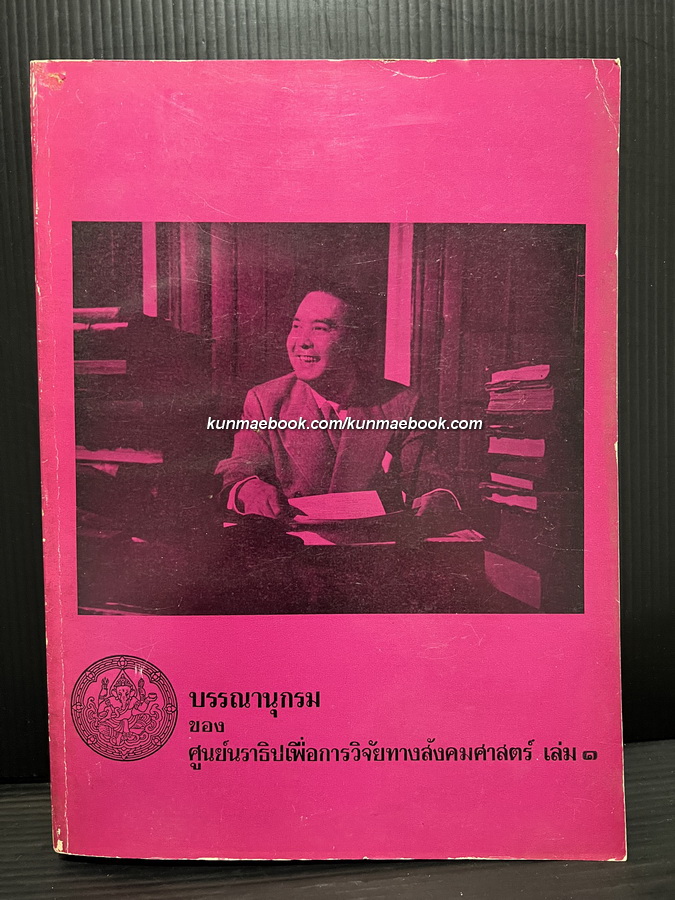 kunmaebook.com/kunmaebook.com
บรรณานุกรม
ของ
ศูนย์นราธิปเพื่อการวิจัยทางสังคมศาสตร์ เล่ม ๑